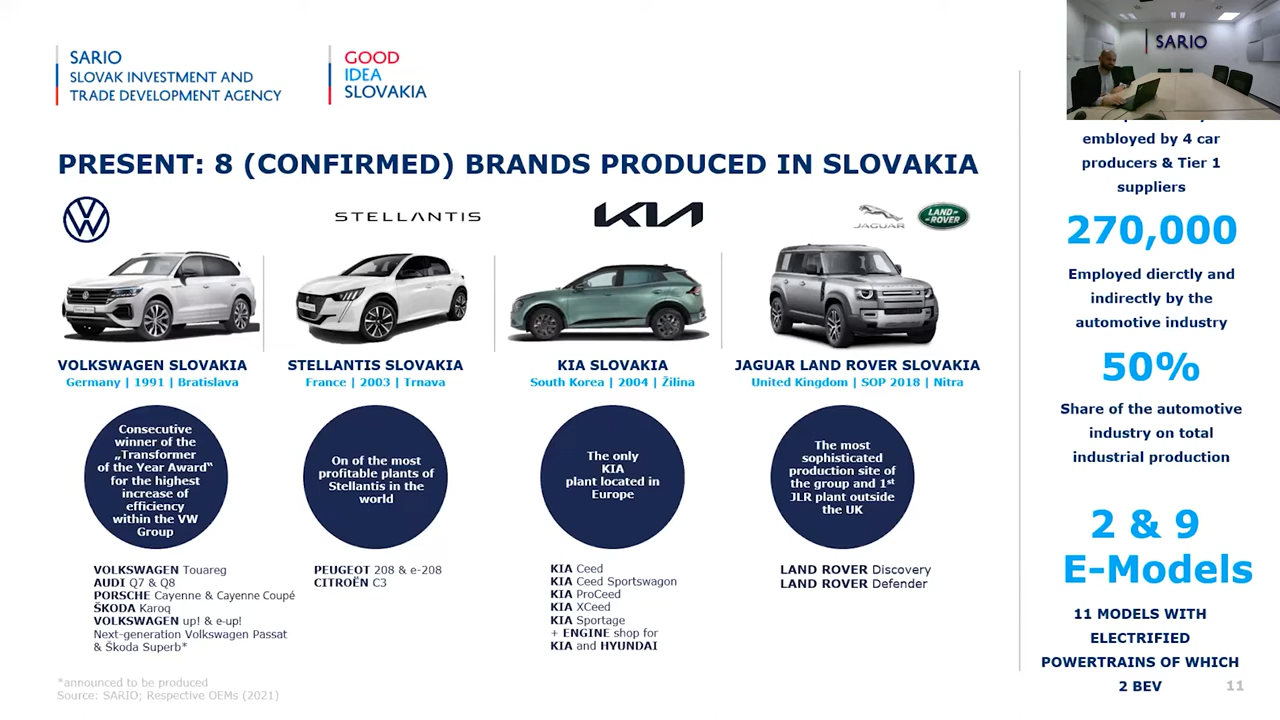 SARIO
SLOVAK INVESTMENT AND
TRADE DEVELOPMENT AGENCY
GOOD
IDEA
SLOVAKIA
SARIO
PRESENT: 8 (CONFIRMED) BRANDS PRODUCED IN SLOVAKIA
STELLANTIS
KIA
JAGUAR
LAND-
ROVER
VOLKSWAGEN SLOVAKIA
Germany | 1991 | Bratislava
Consecutive
winner of the
„Transformer
of the Year Award“
for the highest
increase of
efficiency
within the VW
Group
VOLKSWAGEN Touareg
AUDI Q7 & Q8
PORSCHE Cayenne & Cayenne Coupé
ŠKODA Karoq
VOLKSWAGEN up! & e-up!
Next-generation Volkswagen Passat
& Škoda Superb*
STELLANTIS SLOVAKIA
France | 2003 | Trnava
On of the most
profitable plants of
Stellantis in the
world
PEUGEOT 208 & e-208
CITROËN C3
KIA SLOVAKIA
South Korea | 2004 | Žilina
The only
KIA
plant located in
Europe
KIA Ceed
KIA Ceed Sportswagon
KIA ProCeed
KIA XCeed
KIA Sportage
+ ENGINE shop for
KIA and HYUNDAI
JAGUAR LAND ROVER SLOVAKIA
United Kingdom | SOP 2018 | Nitra
The most
sophisticated
production site of
the group and 1st
JLR plant outside
the UK
LAND ROVER Discovery
LAND ROVER Defender
employed by 4 car
producers & Tier 1
suppliers
270,000
Employed dierctly and
indirectly by the
automotive industry
50%
Share of the automotive
industry on total
industrial production
2 & 9
E-Models
11 MODELS WITH
ELECTRIFIED
POWERTRAINS OF WHICH
2 BEV
*announced to be produced
Source: SARIO; Respective OEMs (2021)
11